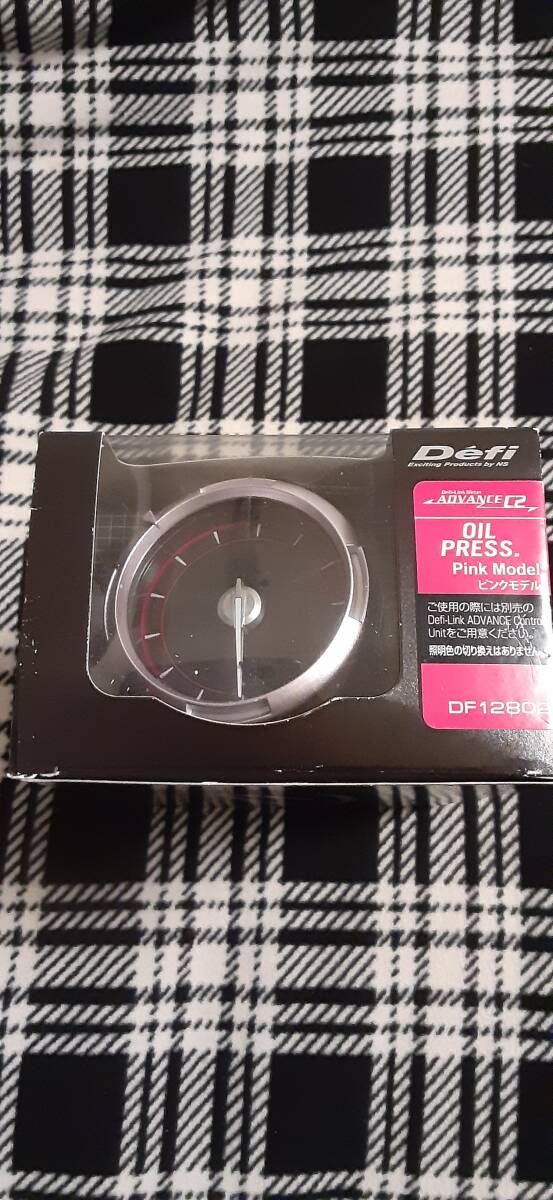 Défi
Exciting Products by NS
Defi-Link Meter
ADVANCE CR
OIL
PRESS.
Pink Model
ピンクモデル
ご使用の際には別売の
Defi-Link ADVANCE Control
Unitをご用意ください。
照明色の切り換えはありません